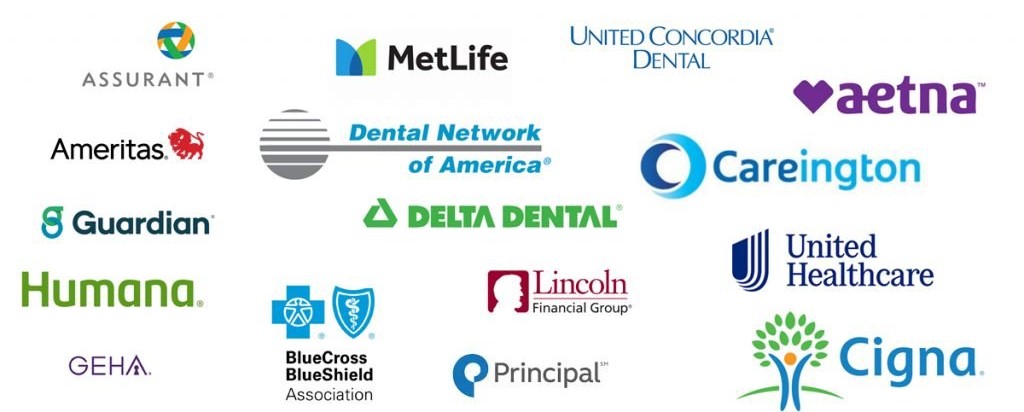 ASSURANT®
MetLife
UNITED CONCORDIA®
DENTAL
aetna™
Ameritas®
Dental Network
of America®
Careington
Guardian®
DELTA DENTAL®
United
Healthcare
Humana®
Lincoln
Financial Group®
BlueCross
BlueShield
Association
GEHA®
Principal℠
Cigna®